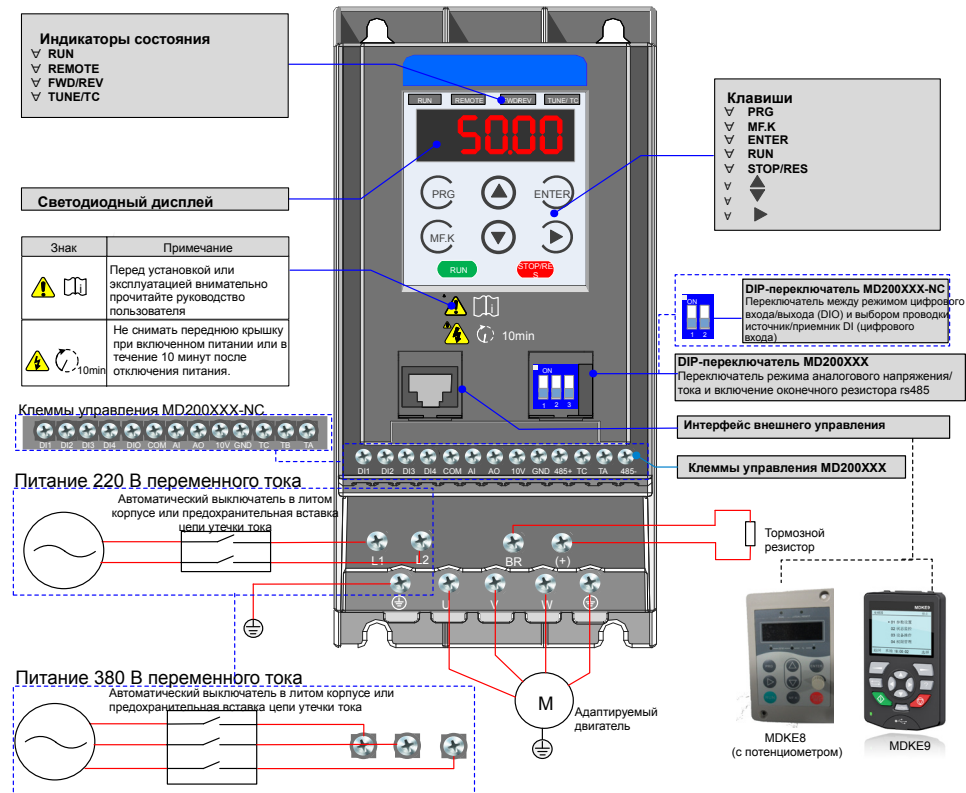 Индикаторы состояния
∀ RUN
∀ REMOTE
∀ FWD/REV
∀ TUNE/TC
Светодиодный дисплей
Знак Примечание
Перед установкой или
эксплуатацией внимательно
прочитайте руководство
пользователя
Не снимать переднюю крышку
при включенном питании или в
течение 10 минут после
отключения питания.
10min
RUN REMOTE FWDREV TUNE/ TC
50.00
PRG ENTER
MF.K
RUN STOP/RE
S
10min
ON
1 2 3
Клавиши
∀ PRG
∀ MF.K
∀ ENTER
∀ RUN
∀ STOP/RES
∀
∀
∀
ON
1 2
DIP-переключатель MD200XXX-NC
Переключатель между режимом цифрового
входа/выхода (DIO) и выбором проводки
источник/приемник DI (цифрового
входа)
DIP-переключатель MD200XXX
Переключатель режима аналогового напряжения/
тока и включение оконечного резистора rs485
Интерфейс внешнего управления
Клеммы управления MD200XXX
Клеммы управления MD200XXX-NC
DI1 DI2 DI3 DI4 DIO COM AI AO 10V GND TC TB TA
DI1 DI2 DI3 DI4 COM AI AO 10V GND 485+ TC TA 485-
Питание 220 В переменного тока
Автоматический выключатель в литом
корпусе или предохранительная вставка
цепи утечки тока
L1 L2 BR (+)
U V W
Тормозной
резистор
Питание 380 В переменного тока
Автоматический выключатель в литом корпусе или
предохранительная вставка цепи утечки тока
M
Адаптируемый
двигатель
MDKE8
(с потенциометром)
MDKE9
MDKE9